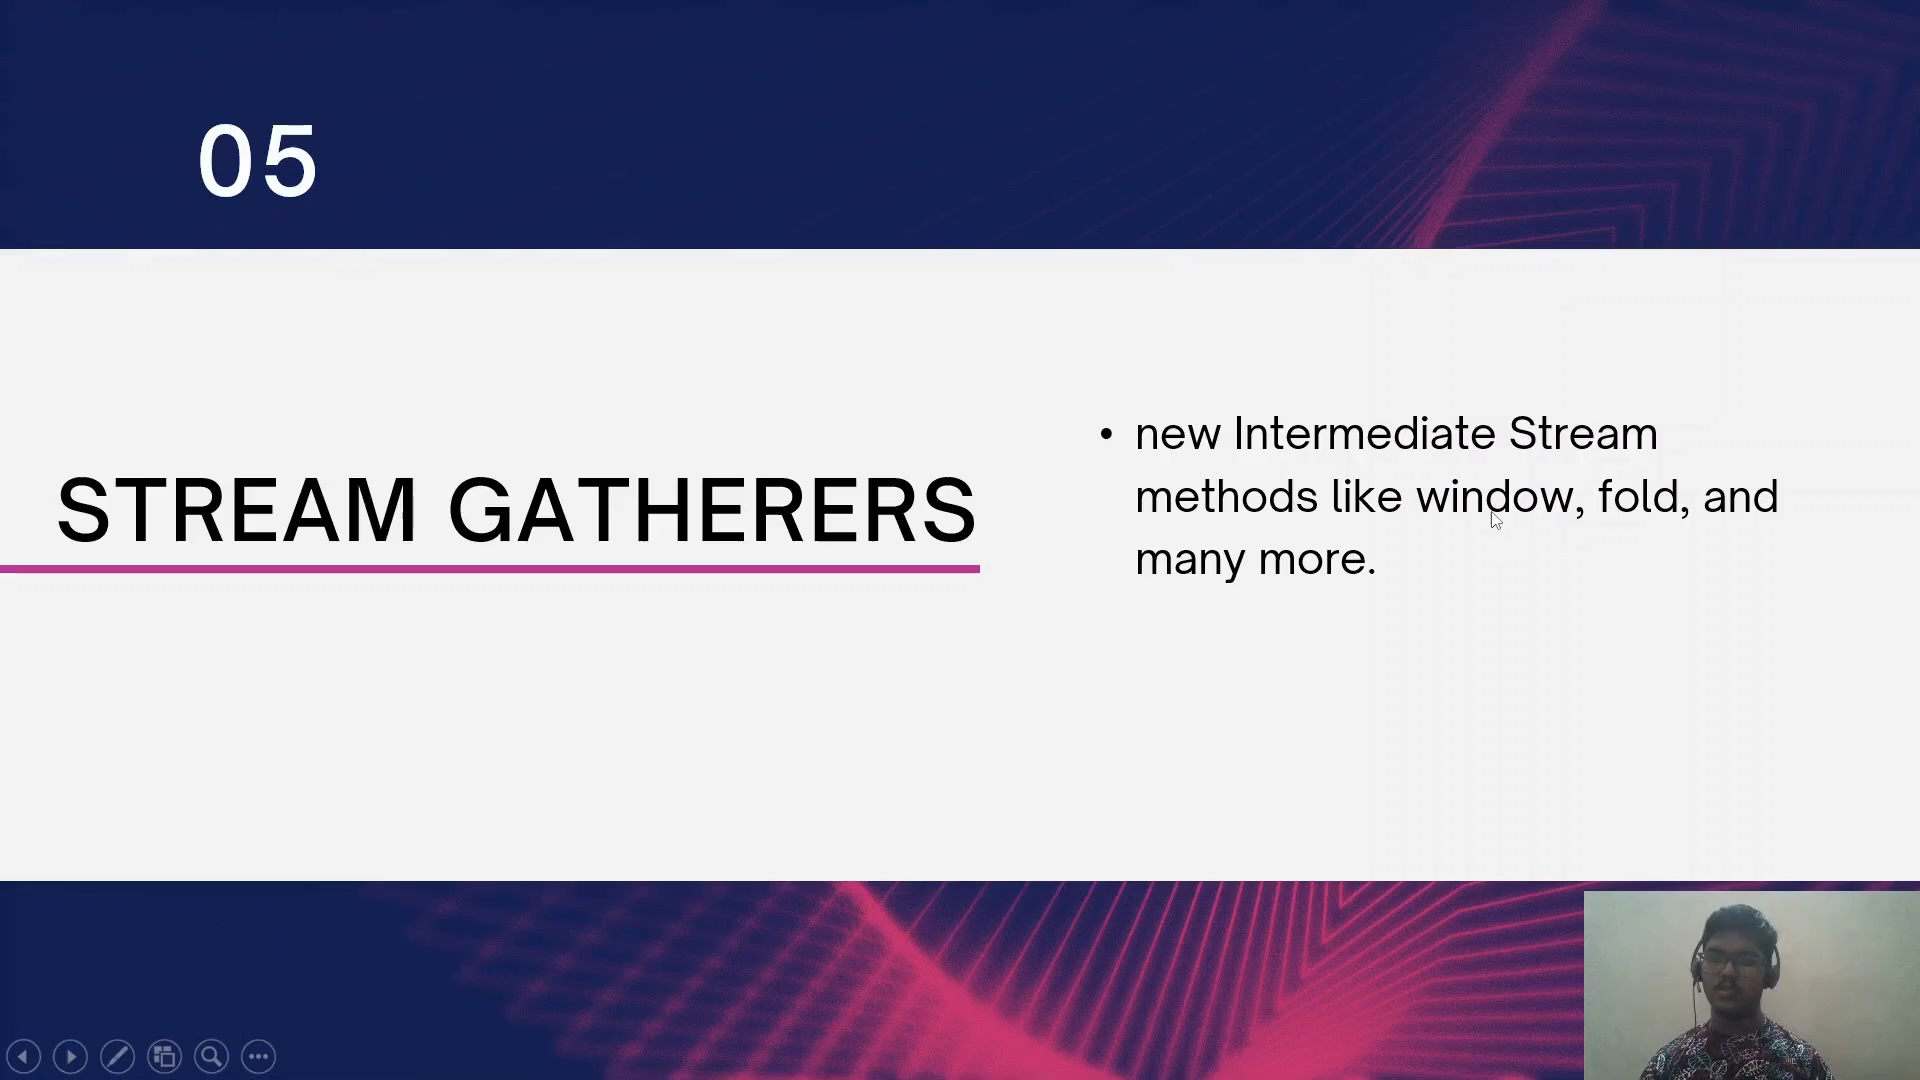 05
STREAM GATHERERS
• new Intermediate Stream
methods like window, fold, and
many more.